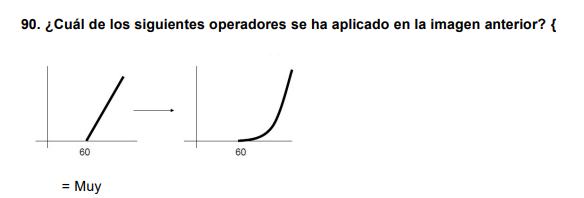 90. ¿Cuál de los siguientes operadores se ha aplicado en la imagen anterior? {
60
60
= Muy